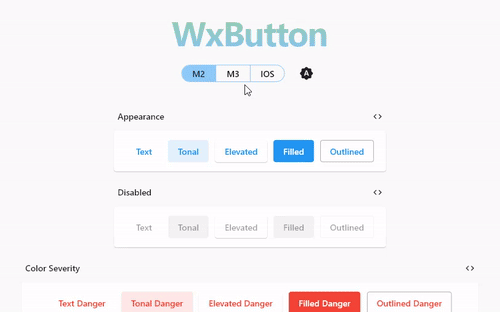 WxButton
M2 M3 IOS A
Appearance <>
Text Tonal Elevated Filled Outlined
Disabled <>
Text Tonal Elevated Filled Outlined
Color Severity <>
Text Danger Tonal Danger Elevated Danger Filled Danger Outlined Danger